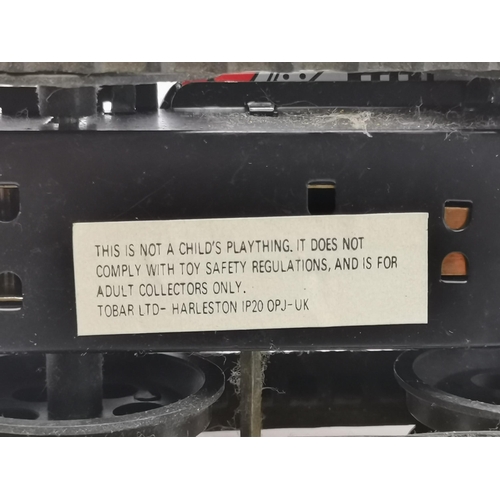 THIS IS NOT A CHILD'S PLAYTHING. IT DOES NOT
COMPLY WITH TOY SAFETY REGULATIONS, AND IS FOR
ADULT COLLECTORS ONLY.
TOBAR LTD- HARLESTON IP20 OPJ-UK